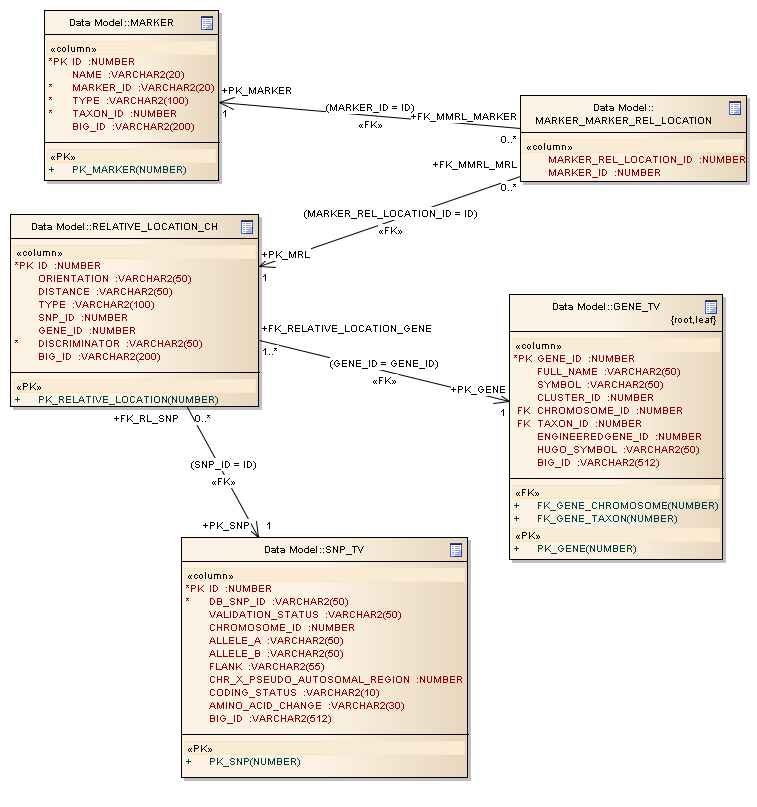 Data Model::MARKER
«column»
*PK ID :NUMBER
NAME :VARCHAR2(20)
* MARKER_ID :VARCHAR2(20)
* TYPE :VARCHAR2(100)
* TAXON_ID :NUMBER
BIG_ID :VARCHAR2(200)
«PK»
+ PK_MARKER(NUMBER)
+PK_MARKER
1
(MARKER_ID = ID)
«FK»
+FK_MMRL_MARKER
0..*
Data Model::
MARKER_MARKER_REL_LOCATION
«column»
MARKER_REL_LOCATION_ID :NUMBER
MARKER_ID :NUMBER
+FK_MMRL_MRL
0..*
(MARKER_REL_LOCATION_ID = ID)
«FK»
+PK_MRL
1
Data Model::RELATIVE_LOCATION_CH
«column»
*PK ID :NUMBER
ORIENTATION :VARCHAR2(50)
DISTANCE :VARCHAR2(50)
TYPE :VARCHAR2(100)
SNP_ID :NUMBER
GENE_ID :NUMBER
* DISCRIMINATOR :VARCHAR2(50)
BIG_ID :VARCHAR2(200)
«PK»
+ PK_RELATIVE_LOCATION(NUMBER)
+FK_RELATIVE_LOCATION_GENE
1..*
(GENE_ID = GENE_ID)
«FK»
+PK_GENE
1
Data Model::GENE_TV
{root,leaf}
«column»
*PK GENE_ID :NUMBER
FULL_NAME :VARCHAR2(50)
SYMBOL :VARCHAR2(50)
CLUSTER_ID :NUMBER
FK CHROMOSOME_ID :NUMBER
FK TAXON_ID :NUMBER
ENGINEEREDGENE_ID :NUMBER
HUGO_SYMBOL :VARCHAR2(50)
BIG_ID :VARCHAR2(512)
«FK»
+ FK_GENE_CHROMOSOME(NUMBER)
+ FK_GENE_TAXON(NUMBER)
«PK»
+ PK_GENE(NUMBER)
+FK_RL_SNP
0..*
(SNP_ID = ID)
«FK»
+PK_SNP
1
Data Model::SNP_TV
«column»
*PK ID :NUMBER
* DB_SNP_ID :VARCHAR2(50)
VALIDATION_STATUS :VARCHAR2(50)
CHROMOSOME_ID :NUMBER
ALLELE_A :VARCHAR2(50)
ALLELE_B :VARCHAR2(50)
FLANK :VARCHAR2(55)
CHR_X_PSEUDO_AUTOSOMAL_REGION :NUMBER
CODING_STATUS :VARCHAR2(10)
AMINO_ACID_CHANGE :VARCHAR2(30)
BIG_ID :VARCHAR2(512)
«PK»
+ PK_SNP(NUMBER)